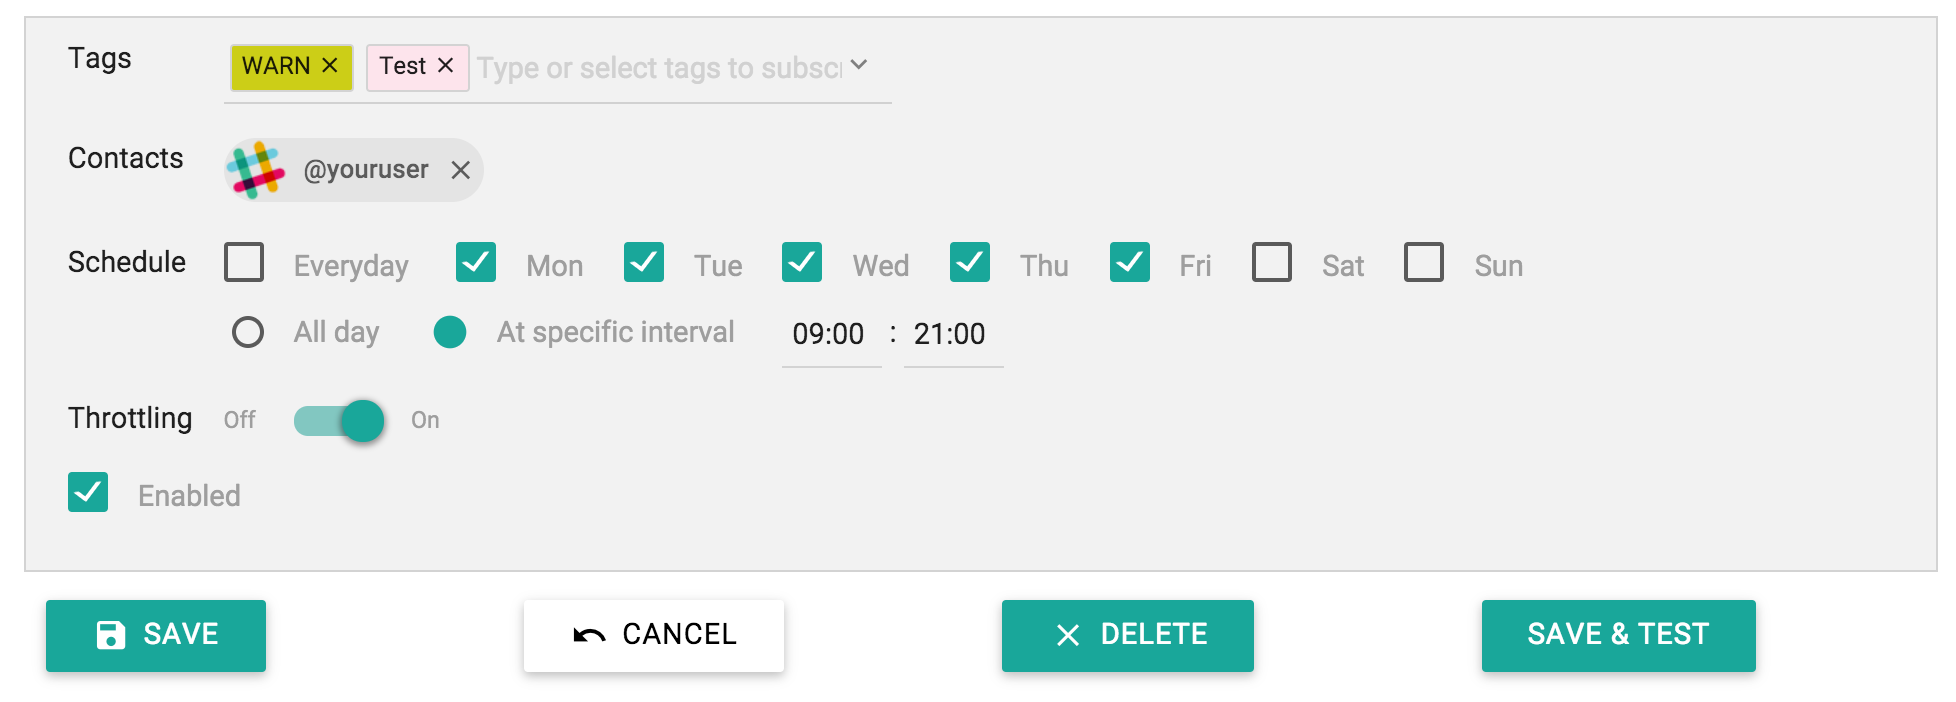 Tags WARN Test Type or select tags to subsc
Contacts @youruser
Schedule Everyday Mon Tue Wed Thu Fri Sat Sun
All day At specific interval 09:00 : 21:00
Throttling Off On
Enabled
SAVE CANCEL DELETE SAVE & TEST